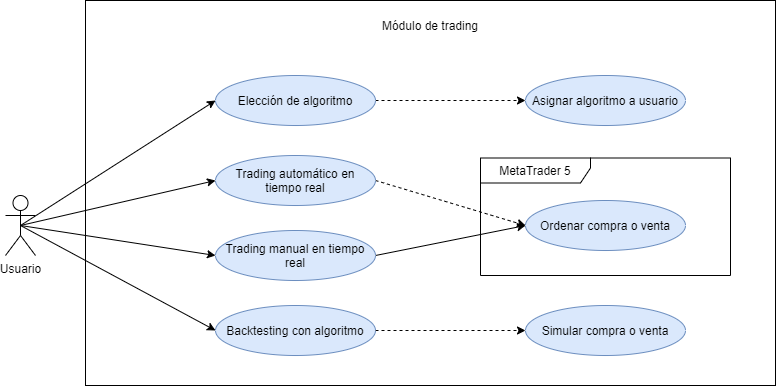 Módulo de trading
Elección de algoritmo
Asignar algoritmo a usuario
Trading automático en
tiempo real
MetaTrader 5
Ordenar compra o venta
Trading manual en tiempo
real
Usuario
Backtesting con algoritmo
Simular compra o venta